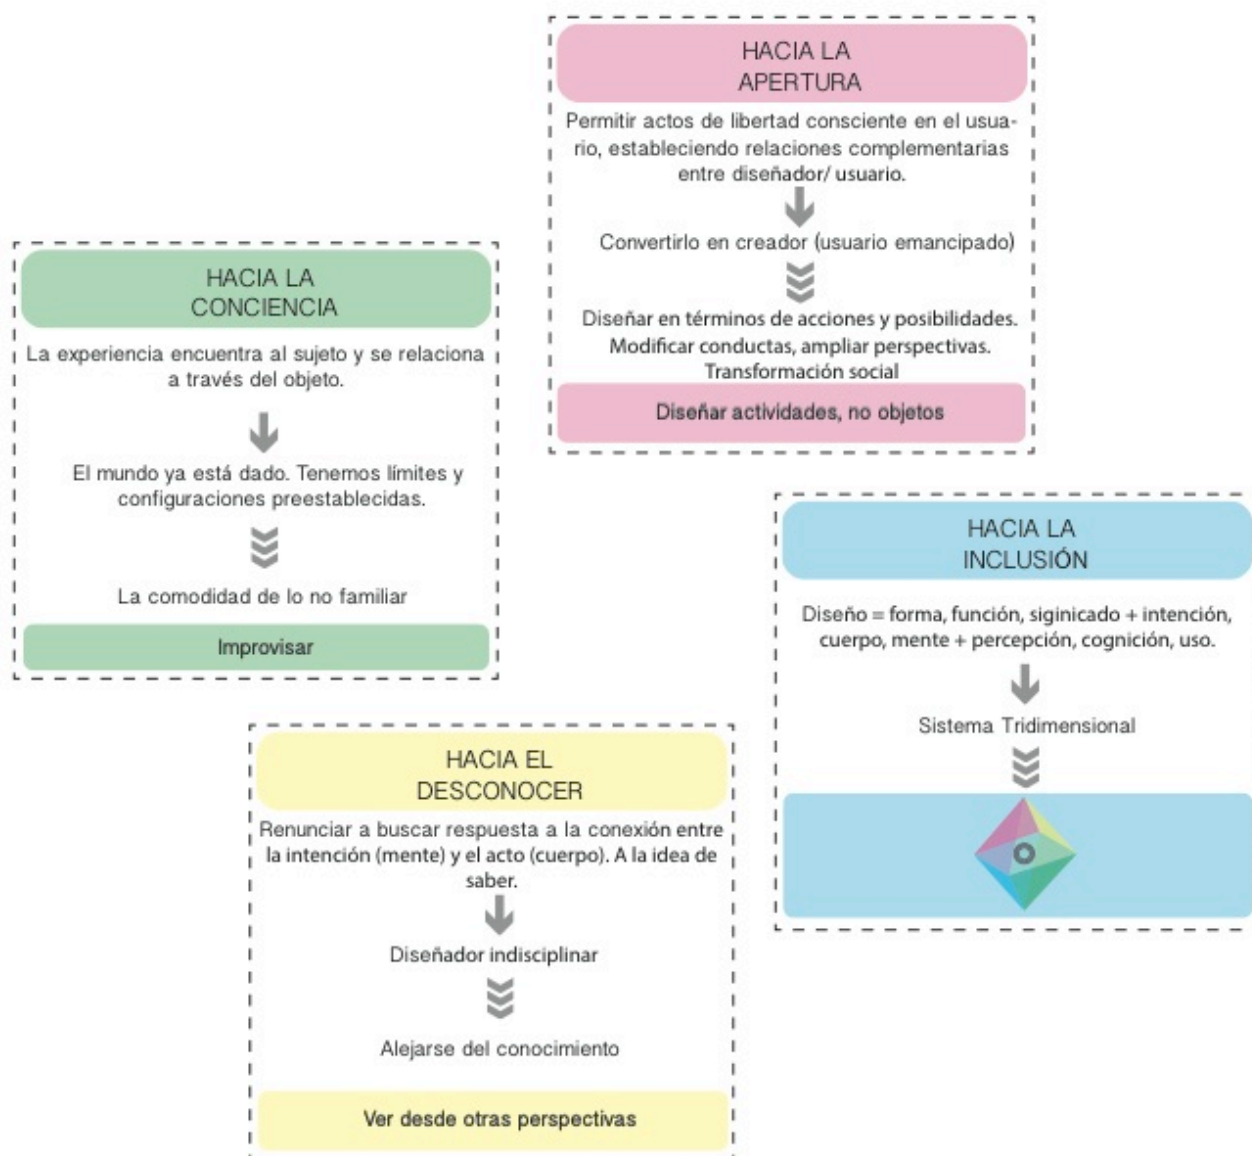 HACIA LA
APERTURA
Permitir actos de libertad consciente en el usua-
rio, estableciendo relaciones complementarias
entre diseñador/ usuario.
Convertirlo en creador (usuario emancipado)
Diseñar en términos de acciones y posibilidades.
Modificar conductas, ampliar perspectivas.
Transformación social
Diseñar actividades, no objetos
HACIA LA
CONCIENCIA
La experiencia encuentra al sujeto y se relaciona
a través del objeto.
El mundo ya está dado. Tenemos límites y
configuraciones preestablecidas.
La comodidad de lo no familiar
Improvisar
HACIA LA
INCLUSIÓN
Diseño = forma, función, siginicado + intención,
cuerpo, mente + percepción, cognición, uso.
Sistema Tridimensional
HACIA EL
DESCONOCER
Renunciar a buscar respuesta a la conexión entre
la intención (mente) y el acto (cuerpo). A la idea de
saber.
Diseñador indisciplinar
Alejarse del conocimiento
Ver desde otras perspectivas